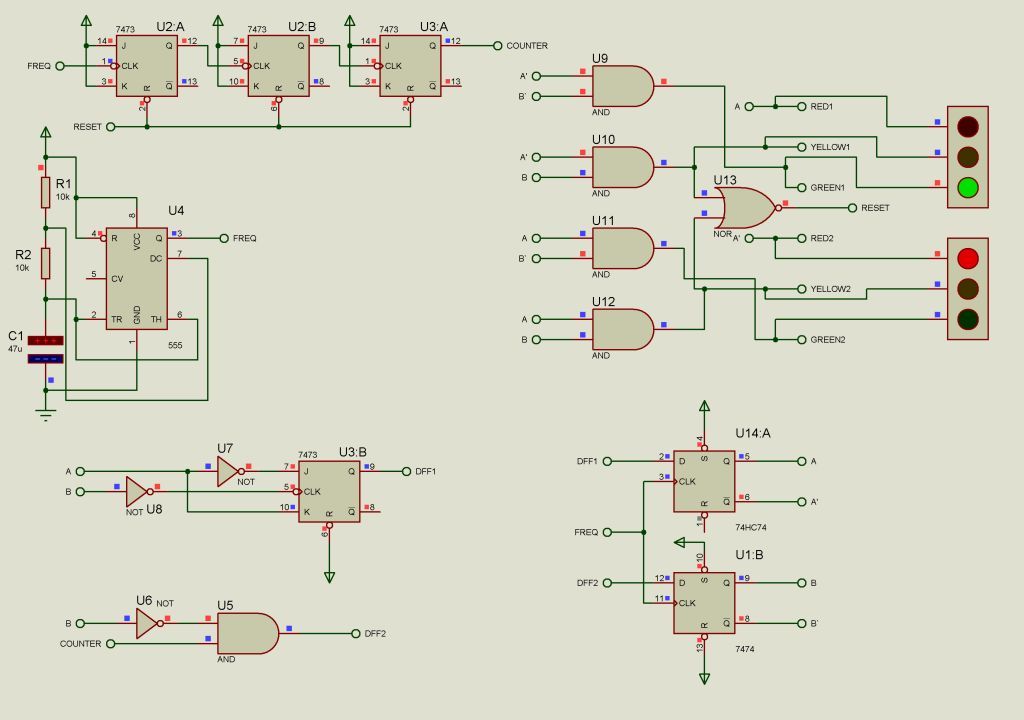 7473 U2:A
14 J Q 12
FREQ 1 CLK
3 K R Q 13
2
7473 U2:B
7 J Q 9
5 CLK
10 K R Q 8
6
7473 U3:A
14 J Q 12 COUNTER
1 CLK
3 K R Q 13
2
RESET
R1
10k
R2
10k
C1
47u
U4
8
4 R VCC Q 3 FREQ
DC 7
5 CV
GND
2 TR TH 6
1
555
U9
A'
B'
AND
U10
A'
B
AND
U11
A
B'
AND
U12
A
B
AND
U13
NOR
RESET
A RED1
YELLOW1
GREEN1
A' RED2
YELLOW2
GREEN2
A
B
U7
NOT
NOT U8
7473 U3:B
7 J Q 9 DFF1
5 CLK
10 K R Q 8
6
U6 NOT
U5
B
COUNTER
AND
DFF2
U14:A
4
DFF1 2 D S Q 5 A
3 CLK
R Q 6 A'
1
74HC74
FREQ
U1:B
10
DFF2 12 D S Q 9 B
11 CLK
R Q 8 B'
13
7474